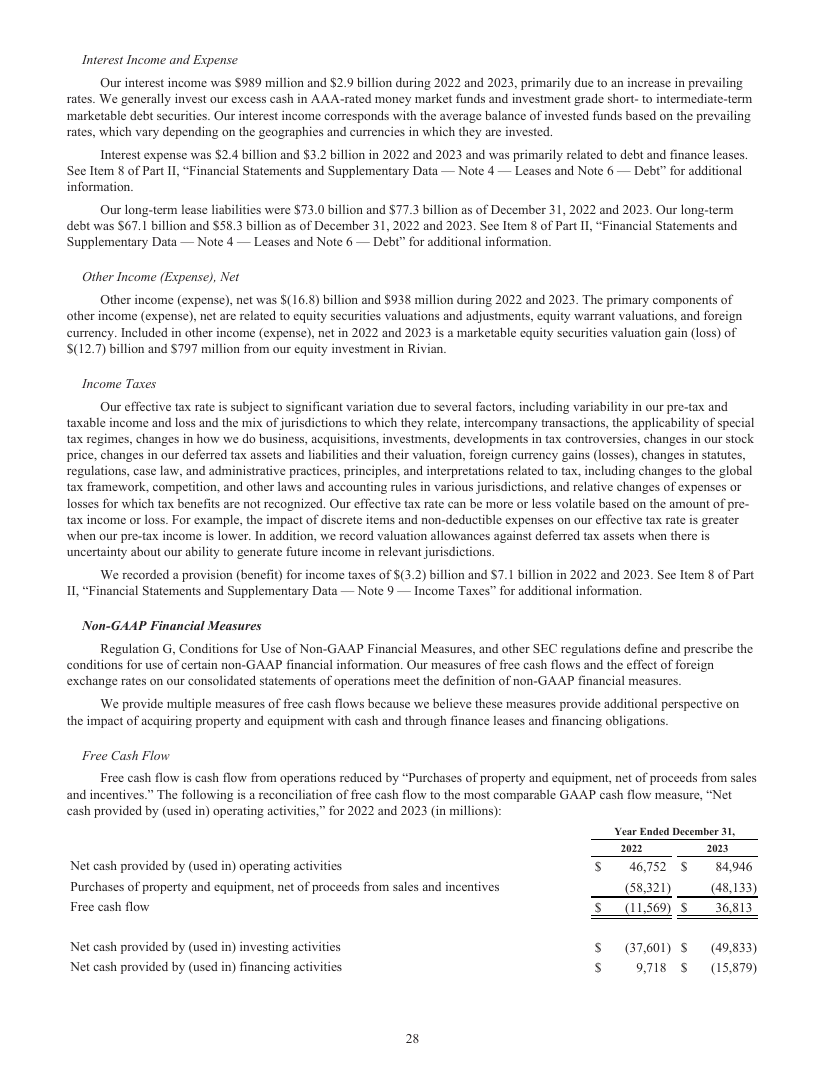 Interest Income and Expense
Our interest income was $989 million and $2.9 billion during 2022 and 2023, primarily due to an increase in prevailing
rates. We generally invest our excess cash in AAA-rated money market funds and investment grade short- to intermediate-term
marketable debt securities. Our interest income corresponds with the average balance of invested funds based on the prevailing
rates, which vary depending on the geographies and currencies in which they are invested.
Interest expense was $2.4 billion and $3.2 billion in 2022 and 2023 and was primarily related to debt and finance leases.
See Item 8 of Part II, “Financial Statements and Supplementary Data — Note 4 — Leases and Note 6 — Debt” for additional
information.
Our long-term lease liabilities were $73.0 billion and $77.3 billion as of December 31, 2022 and 2023. Our long-term
debt was $67.1 billion and $58.3 billion as of December 31, 2022 and 2023. See Item 8 of Part II, “Financial Statements and
Supplementary Data — Note 4 — Leases and Note 6 — Debt” for additional information.
Other Income (Expense), Net
Other income (expense), net was $(16.8) billion and $938 million during 2022 and 2023. The primary components of
other income (expense), net are related to equity securities valuations and adjustments, equity warrant valuations, and foreign
currency. Included in other income (expense), net in 2022 and 2023 is a marketable equity securities valuation gain (loss) of
$(12.7) billion and $797 million from our equity investment in Rivian.
Income Taxes
Our effective tax rate is subject to significant variation due to several factors, including variability in our pre-tax and
taxable income and loss and the mix of jurisdictions to which they relate, intercompany transactions, the applicability of special
tax regimes, changes in how we do business, acquisitions, investments, developments in tax controversies, changes in our stock
price, changes in our deferred tax assets and liabilities and their valuation, foreign currency gains (losses), changes in statutes,
regulations, case law, and administrative practices, principles, and interpretations related to tax, including changes to the global
tax framework, competition, and other laws and accounting rules in various jurisdictions, and relative changes of expenses or
losses for which tax benefits are not recognized. Our effective tax rate can be more or less volatile based on the amount of pre-
tax income or loss. For example, the impact of discrete items and non-deductible expenses on our effective tax rate is greater
when our pre-tax income is lower. In addition, we record valuation allowances against deferred tax assets when there is
uncertainty about our ability to generate future income in relevant jurisdictions.
We recorded a provision (benefit) for income taxes of $(3.2) billion and $7.1 billion in 2022 and 2023. See Item 8 of Part
II, “Financial Statements and Supplementary Data — Note 9 — Income Taxes” for additional information.
Non-GAAP Financial Measures
Regulation G, Conditions for Use of Non-GAAP Financial Measures, and other SEC regulations define and prescribe the
conditions for use of certain non-GAAP financial information. Our measures of free cash flows and the effect of foreign
exchange rates on our consolidated statements of operations meet the definition of non-GAAP financial measures.
We provide multiple measures of free cash flows because we believe these measures provide additional perspective on
the impact of acquiring property and equipment with cash and through finance leases and financing obligations.
Free Cash Flow
Free cash flow is cash flow from operations reduced by “Purchases of property and equipment, net of proceeds from sales
and incentives.” The following is a reconciliation of free cash flow to the most comparable GAAP cash flow measure, “Net
cash provided by (used in) operating activities,” for 2022 and 2023 (in millions):
Year Ended December 31,
2022 2023
Net cash provided by (used in) operating activities $ 46,752 $ 84,946
Purchases of property and equipment, net of proceeds from sales and incentives (58,321) (48,133)
Free cash flow $ (11,569) $ 36,813
Net cash provided by (used in) investing activities $ (37,601) $ (49,833)
Net cash provided by (used in) financing activities $ 9,718 $ (15,879)
28